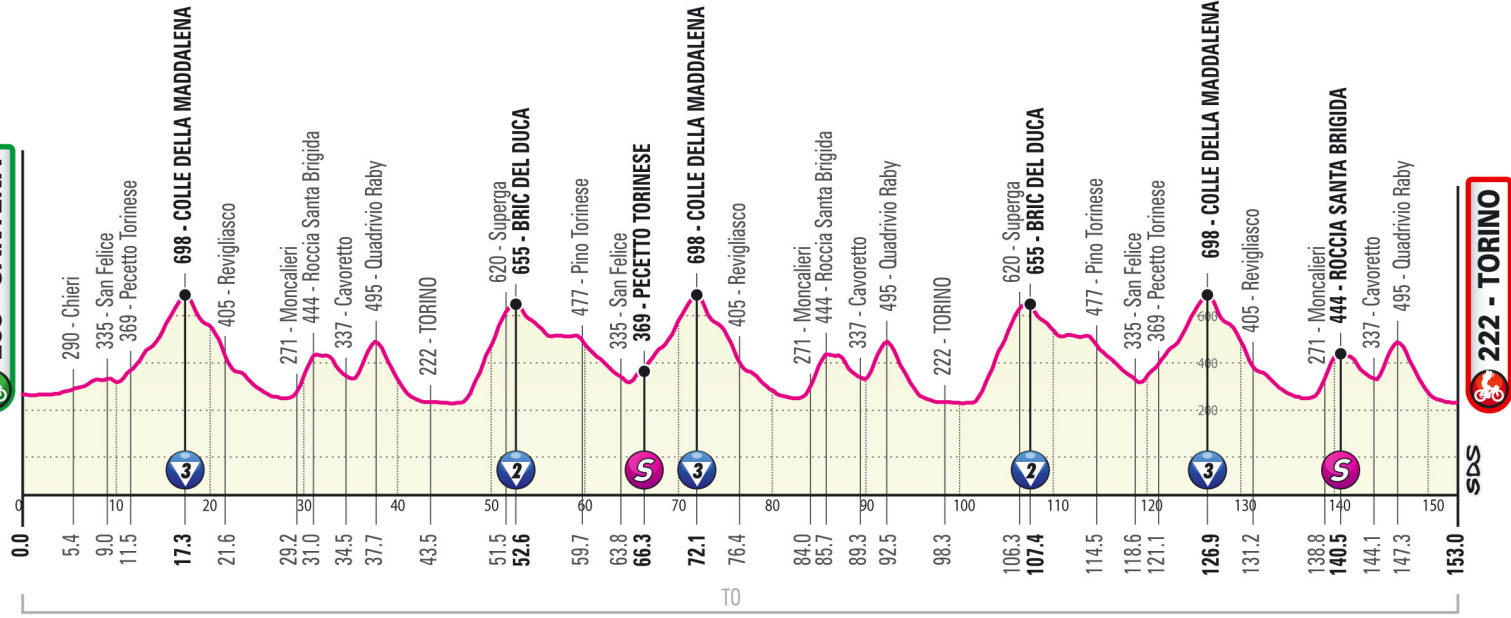 290 - Chieri
335 - San Felice
369 - Pecetto Torinese
698 - COLLE DELLA MADDALENA
405 - Revigliasco
271 - Moncalieri
444 - Roccia Santa Brigida
337 - Cavoretto
495 - Quadrivio Raby
222 - TORINO
620 - Superga
655 - BRIC DEL DUCA
477 - Pino Torinese
335 - San Felice
369 - PECETTO TORINESE
698 - COLLE DELLA MADDALENA
405 - Revigliasco
271 - Moncalieri
444 - Roccia Santa Brigida
337 - Cavoretto
495 - Quadrivio Raby
222 - TORINO
620 - Superga
655 - BRIC DEL DUCA
477 - Pino Torinese
335 - San Felice
369 - Pecetto Torinese
698 - COLLE DELLA MADDALENA
405 - Revigliasco
271 - Moncalieri
444 - ROCCIA SANTA BRIGIDA
337 - Cavoretto
495 - Quadrivio Raby
222 - TORINO
600
400
200
3 2 S 3 2 3 S
SDS
0 10 20 30 40 50 60 70 80 90 100 110 120 130 140 150
0.0 5.4 9.0 11.5 17.3 21.6 29.2 31.0 34.5 37.7 43.5 51.5 52.6 59.7 63.8 66.3 72.1 76.4 84.0 85.7 89.3 92.5 98.3 106.3 107.4 114.5 118.6 121.1 126.9 131.2 138.8 140.5 144.1 147.3 153.0
TO